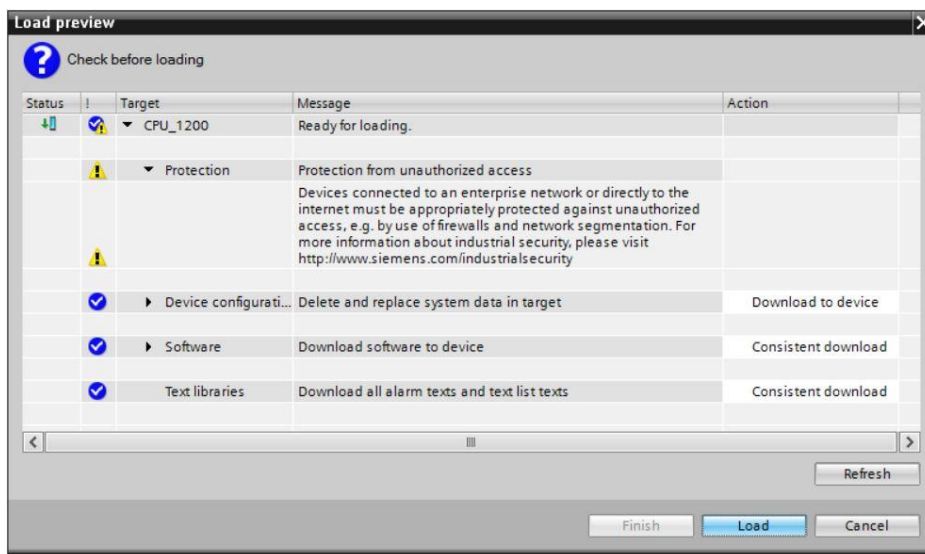 Load preview
Check before loading
Status ! Target Message Action
CPU_1200 Ready for loading.
Protection Protection from unauthorized access
Devices connected to an enterprise network or directly to the
internet must be appropriately protected against unauthorized
access, e.g. by use of firewalls and network segmentation. For
more information about industrial security, please visit
http://www.siemens.com/industrialsecurity
Device configurati... Delete and replace system data in target Download to device
Software Download software to device Consistent download
Text libraries Download all alarm texts and text list texts Consistent download
Refresh
Finish Load Cancel